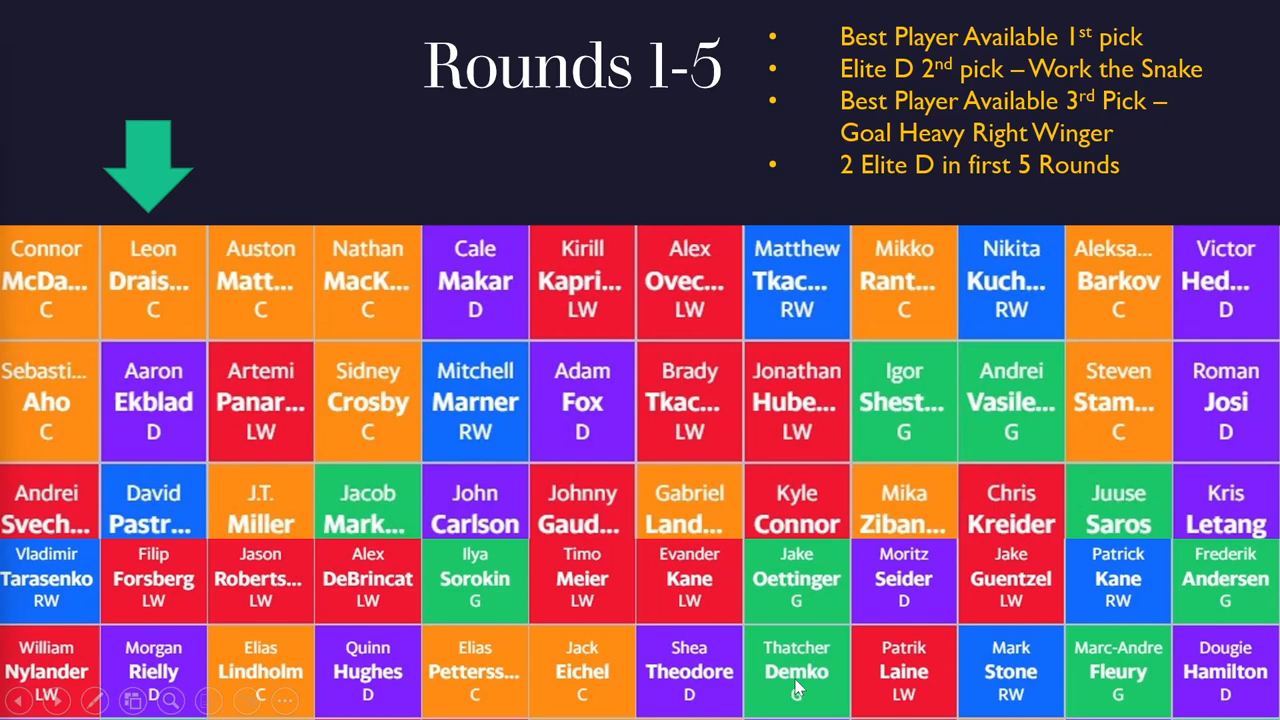 Rounds 1-5
• Best Player Available 1st pick
• Elite D 2nd pick – Work the Snake
• Best Player Available 3rd Pick –
Goal Heavy Right Winger
• 2 Elite D in first 5 Rounds
Connor Leon Auston Nathan Cale Kirill Alex Matthew Mikko Nikita Aleksa... Victor
McDa... Drais... Matt... MacK... Makar Kapri... Ovec... Tkac... Rant... Kuch... Barkov Hed...
C C C C D LW LW RW C RW C D
Sebasti... Aaron Artemi Sidney Mitchell Adam Brady Jonathan Igor Andrei Steven Roman
Aho Ekblad Panar... Crosby Marner Fox Tkac... Hube... Shest... Vasile... Stam... Josi
C D LW C RW D LW LW G G C D
Andrei David J.T. Jacob John Johnny Gabriel Kyle Mika Chris Juuse Kris
Svech... Pastr... Miller Mark... Carlson Gaud... Land... Connor Ziban... Kreider Saros Letang
Vladimir Filip Jason Alex Ilya Timo Evander Jake Moritz Jake Patrick Frederik
Tarasenko Forsberg Roberts... DeBrincat Sorokin Meier Kane Oettinger Seider Guentzel Kane Andersen
RW LW LW LW G LW LW G D LW RW G
William Morgan Elias Quinn Elias Jack Shea Thatcher Patrik Mark Marc-Andre Dougie
Nylander Rielly Lindholm Hughes Petterss... Eichel Theodore Demko Laine Stone Fleury Hamilton
LW D C D C C D G LW RW G D